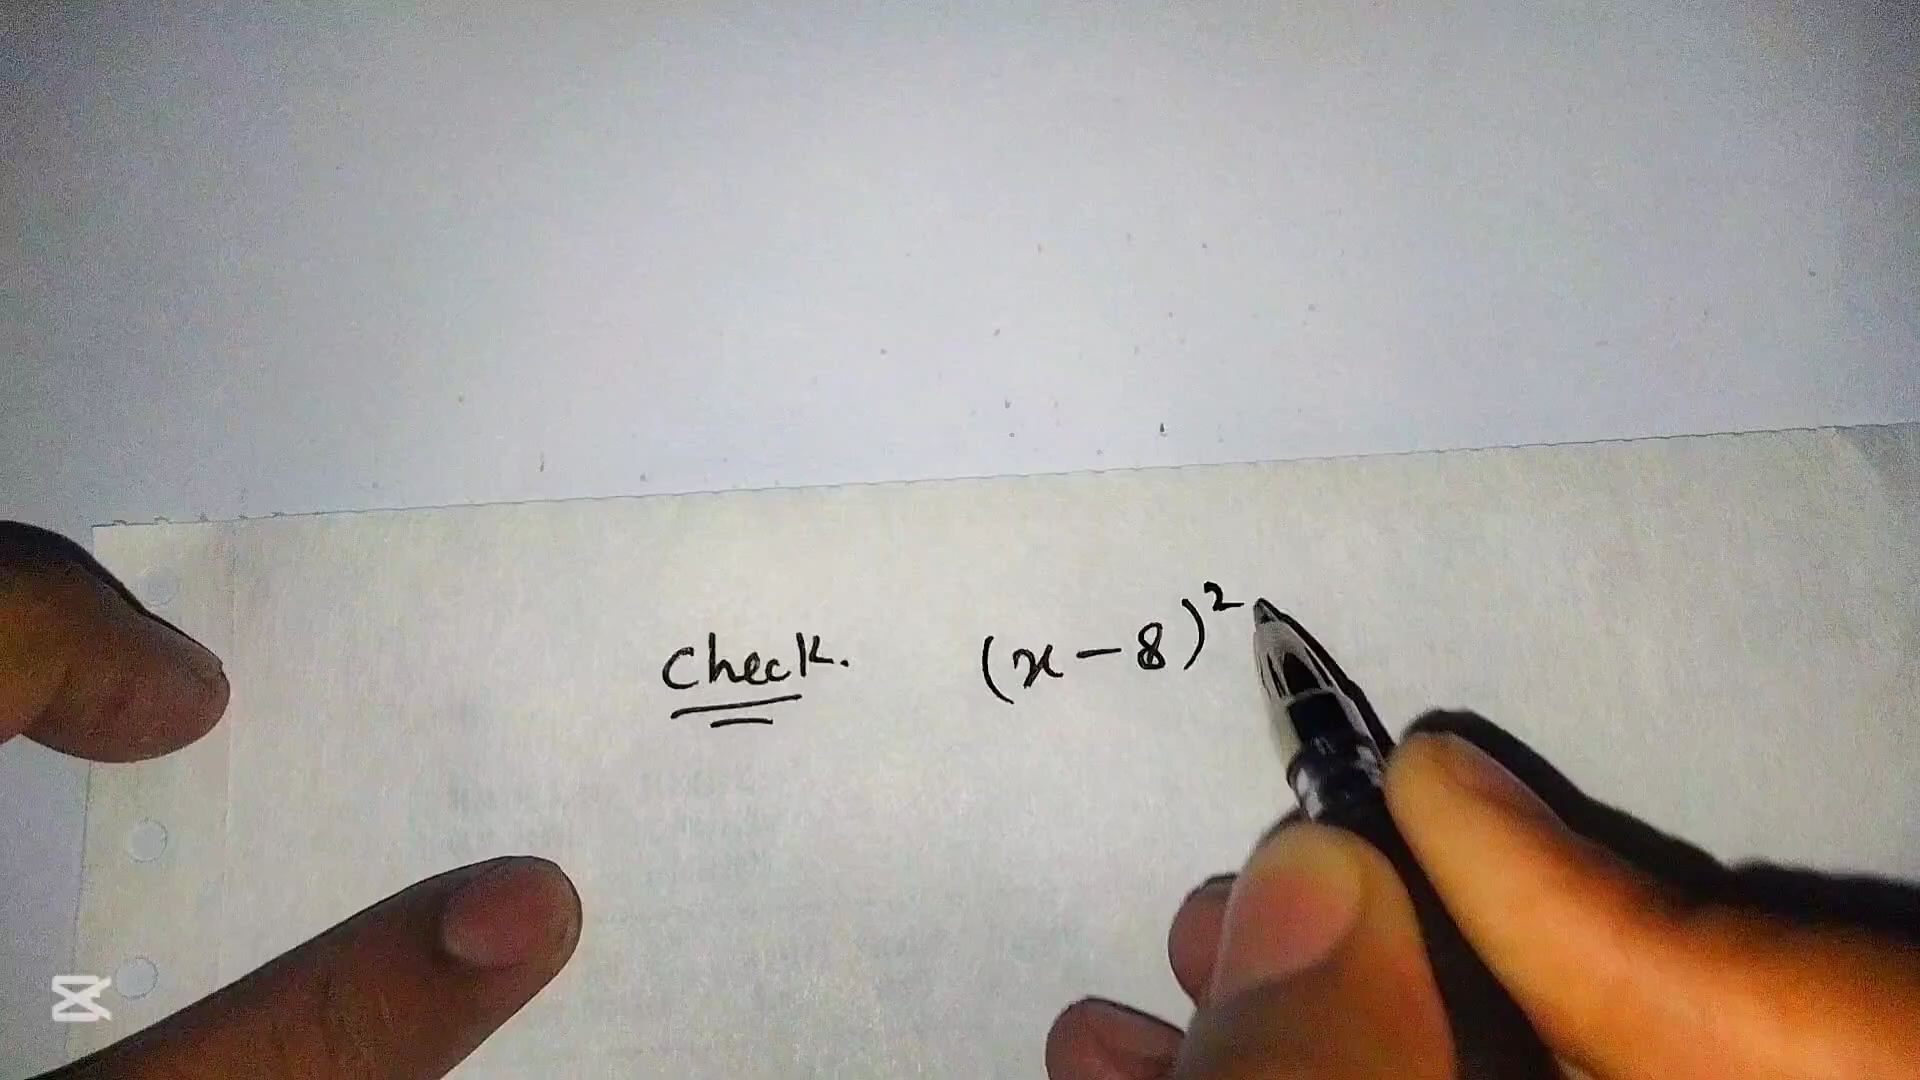 Check. (x - 8)²